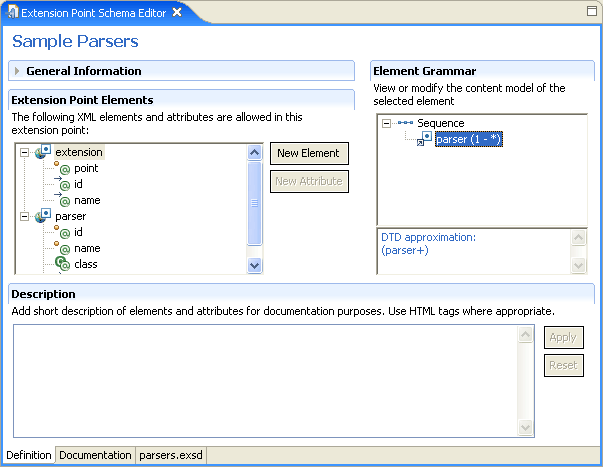 Extension Point Schema Editor
Sample Parsers
General Information
Extension Point Elements
The following XML elements and attributes are allowed in this
extension point:
extension
point
id
name
parser
id
name
class
New Element
New Attribute
Element Grammar
View or modify the content model of the
selected element
Sequence
parser (1 - *)
DTD approximation:
(parser+)
Description
Add short description of elements and attributes for documentation purposes. Use HTML tags where appropriate.
Apply
Reset
Definition Documentation parsers.exsd